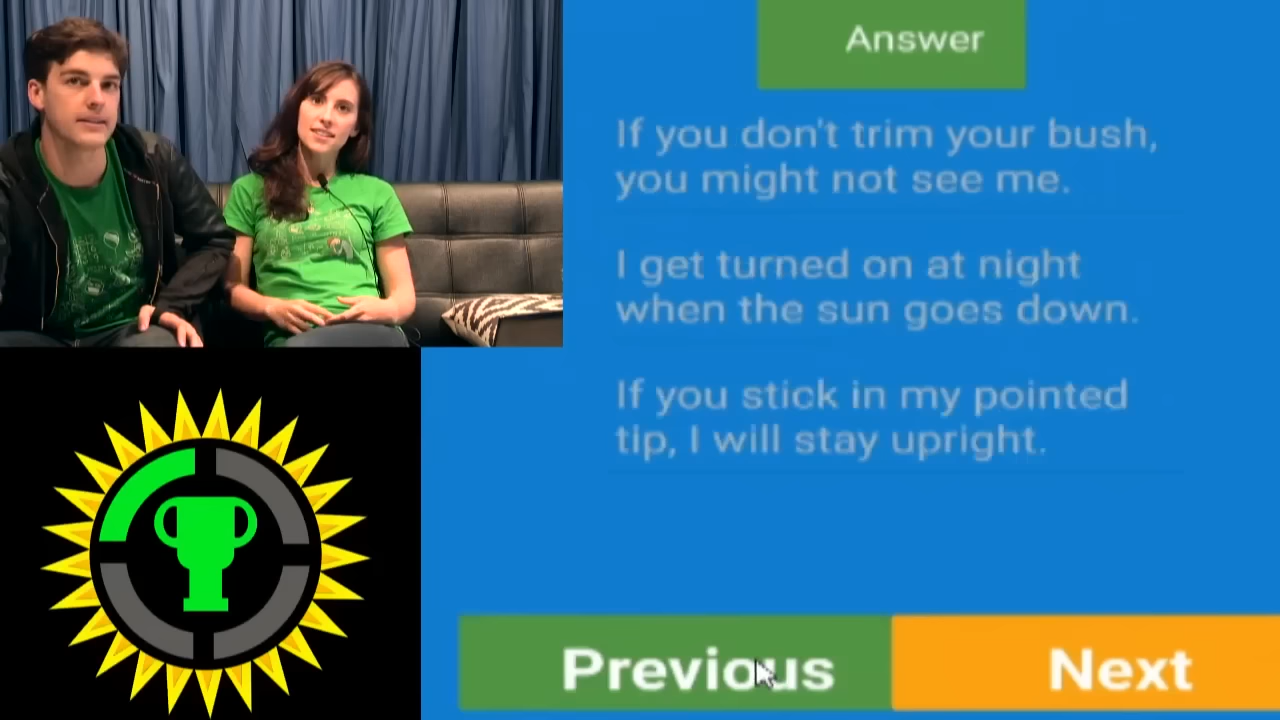 Answer
If you don't trim your bush,
you might not see me.
I get turned on at night
when the sun goes down.
If you stick in my pointed
tip, I will stay upright.
Previous
Next